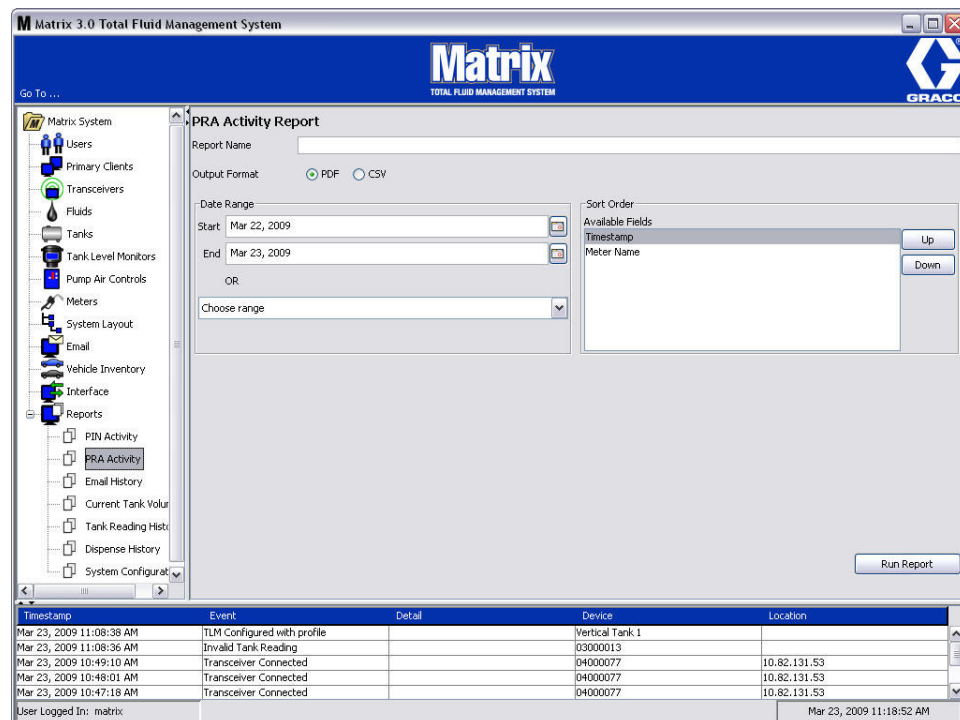 Matrix 3.0 Total Fluid Management System
Matrix
TOTAL FLUID MANAGEMENT SYSTEM
GRACO
Go To ...
Matrix System
Users
Primary Clients
Transceivers
Fluids
Tanks
Tank Level Monitors
Pump Air Controls
Meters
System Layout
Email
Vehicle Inventory
Interface
Reports
PIN Activity
PRA Activity
Email History
Current Tank Volur
Tank Reading Histo
Dispense History
System Configurat
PRA Activity Report
Report Name
Output Format PDF CSV
Date Range
Start Mar 22, 2009
End Mar 23, 2009
OR
Choose range
Sort Order
Available Fields
Timestamp
Meter Name
Up
Down
Run Report
Timestamp Event Detail Device Location
Mar 23, 2009 11:08:38 AM TLM Configured with profile Vertical Tank 1
Mar 23, 2009 11:08:36 AM Invalid Tank Reading 03000013
Mar 23, 2009 10:49:10 AM Transceiver Connected 04000077 10.82.131.53
Mar 23, 2009 10:48:01 AM Transceiver Connected 04000077 10.82.131.53
Mar 23, 2009 10:47:18 AM Transceiver Connected 04000077 10.82.131.53
User Logged In: matrix Mar 23, 2009 11:18:52 AM